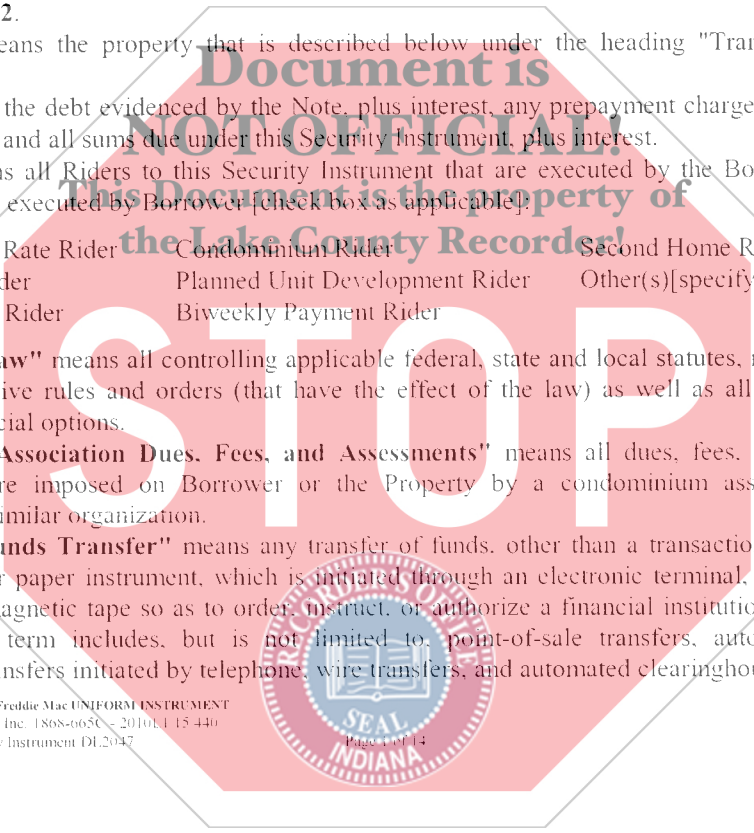 2.
eans the property that is described below under the heading "Tran
Document is
the debt evidenced by the Note, plus interest, any prepayment charge
NOT OFFICIAL!
and all sums due under this Security Instrument, plus interest.
ns all Riders to this Security Instrument that are executed by the Bo
This Document is the property of
executed by Borrower [check box as applicable]:
the Lake County Recorder!
Rate Rider Condominium Rider Second Home R
der Planned Unit Development Rider Other(s)[specify
Rider Biweekly Payment Rider
STOP
aw" means all controlling applicable federal, state and local statutes,
ive rules and orders (that have the effect of the law) as well as all
cial options.
Association Dues, Fees, and Assessments" means all dues, fees,
re imposed on Borrower or the Property by a condominium ass
imilar organization.
unds Transfer" means any transfer of funds, other than a transactio
r paper instrument, which is initiated through an electronic terminal,
agnetic tape so as to order, instruct, or authorize a financial institutio
term includes, but is not limited to, point-of-sale transfers, auto
nsfers initiated by telephone, wire transfers, and automated clearinghou
RECORDER'S OFFICE
SEAL
INDIANA
Freddie Mac UNIFORM INSTRUMENT
Inc. 1868-665C - 2010L1 15-440
Instrument DL2047 Page of 14